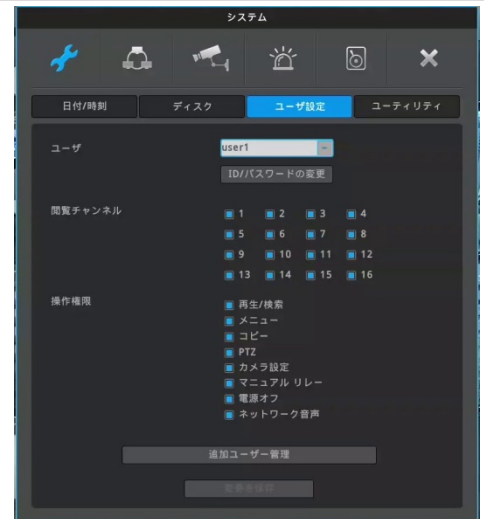 システム
日付/時刻 ディスク ユーザ設定 ユーティリティ
ユーザ user1
ID/パスワードの変更
閲覧チャンネル 1 2 3 4
5 6 7 8
9 10 11 12
13 14 15 16
操作権限 再生/検索
メニュー
コピー
PTZ
カメラ設定
マニュアル リレー
電源オフ
ネットワーク音声
追加ユーザー管理
変更を保存